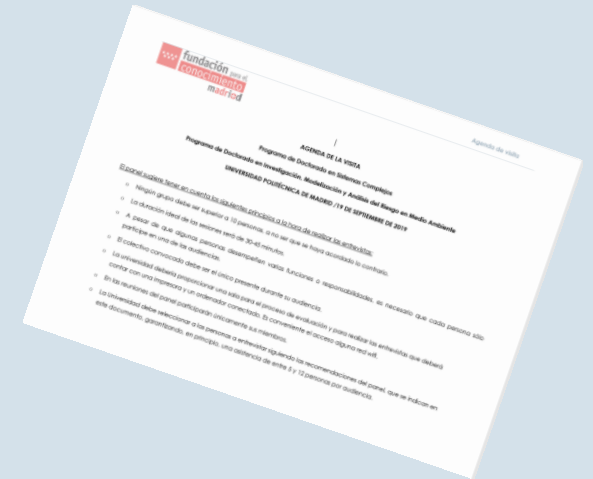 fundación para el
conocimiento
madrid
Agenda de visita
AGENDA DE LA VISITA
Programa de Doctorado en Sistemas Complejos
Programa de Doctorado en Investigación, Modelización y Análisis del Riesgo en Medio Ambiente
UNIVERSIDAD POLITÉCNICA DE MADRID /19 DE SEPTIEMBRE DE 2019
El panel sugiere tener en cuenta los siguientes principios a la hora de realizar las entrevistas:
o Ningún grupo debe ser superior a 10 personas, a no ser que se haya acordado lo contrario.
o La duración ideal de las sesiones será de 30-45 minutos.
o A pesar de que algunas personas desempeñen varias funciones o responsabilidades, es necesario que cada persona sólo
participe en una de las audiencias.
o El colectivo convocado debe ser el único presente durante su audiencia.
o La universidad debería proporcionar una sala para el proceso de evaluación y para realizar las entrevistas que deberá
contar con una impresora y un ordenador conectado. Es conveniente el acceso alguna red wifi.
o En las reuniones del panel participarán únicamente sus miembros.
o La Universidad debe seleccionar a las personas a entrevistar siguiendo las recomendaciones del panel, que se indican en
este documento, garantizando, en principio, una asistencia de entre 8 y 12 personas por audiencia.